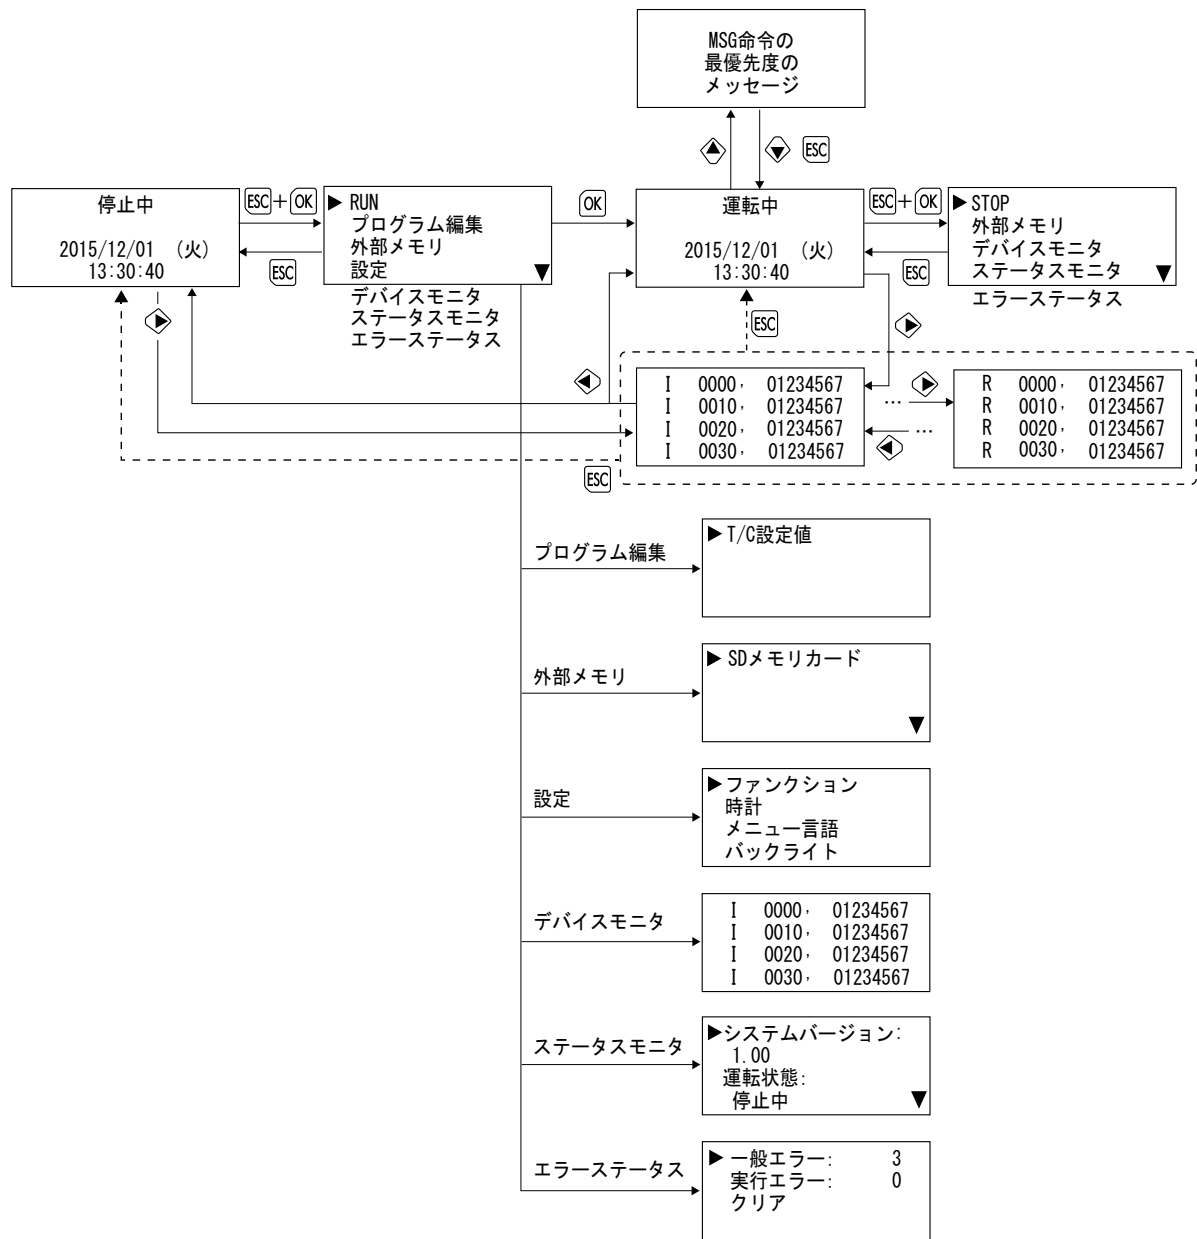 MSG命令の
最優先度の
メッセージ
ESC
停止中
2015/12/01 (火)
13:30:40
ESC+OK
ESC
▶ RUN
プログラム編集
外部メモリ
設定 ▼
デバイスモニタ
ステータスモニタ
エラーステータス
OK
運転中
2015/12/01 (火)
13:30:40
ESC+OK
ESC
▶ STOP
外部メモリ
デバイスモニタ
ステータスモニタ ▼
エラーステータス
ESC
I 0000, 01234567
I 0010, 01234567
I 0020, 01234567
I 0030, 01234567
…
…
R 0000, 01234567
R 0010, 01234567
R 0020, 01234567
R 0030, 01234567
ESC
プログラム編集
▶ T/C設定値
外部メモリ
▶ SDメモリカード
▼
設定
▶ファンクション
時計
メニュー言語
バックライト
デバイスモニタ
I 0000, 01234567
I 0010, 01234567
I 0020, 01234567
I 0030, 01234567
ステータスモニタ
▶システムバージョン:
1.00
運転状態:
停止中 ▼
エラーステータス
▶ 一般エラー: 3
実行エラー: 0
クリア